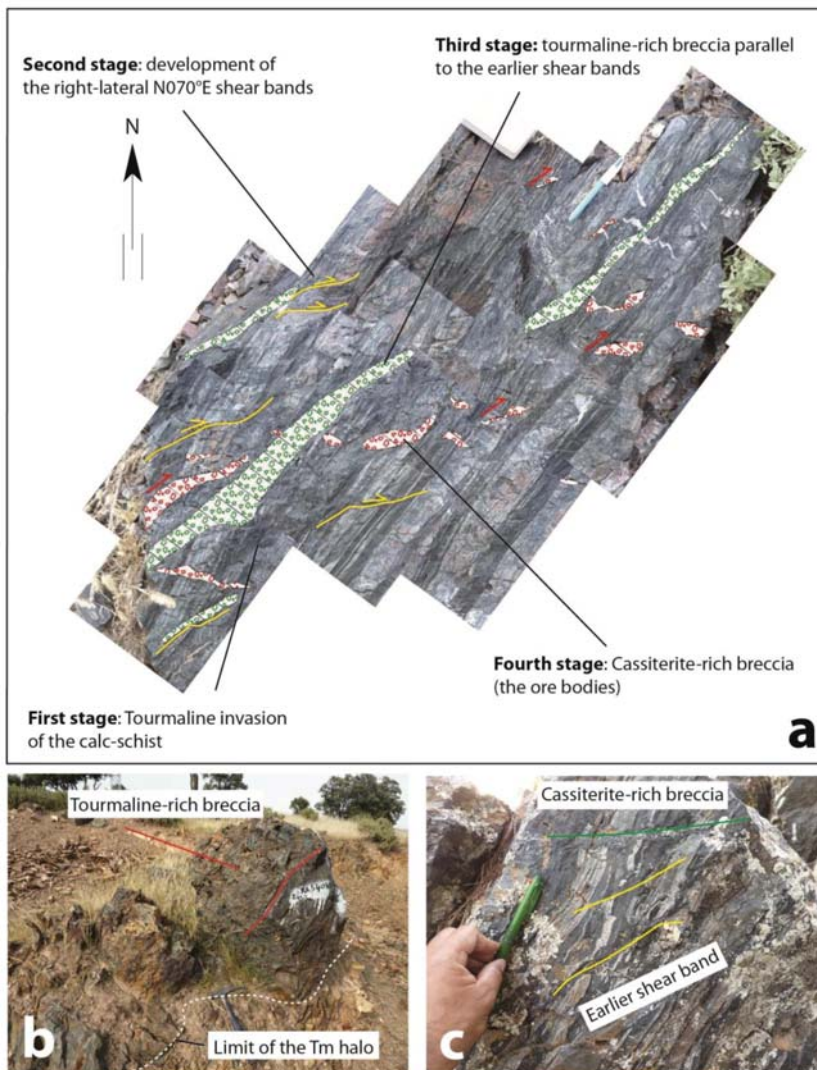 a
Second stage: development of
the right-lateral N070°E shear bands
Third stage: tourmaline-rich breccia parallel
to the earlier shear bands
N
Fourth stage: Cassiterite-rich breccia
(the ore bodies)
First stage: Tourmaline invasion
of the calc-schist
Tourmaline-rich breccia
Limit of the Tm halo
b
Cassiterite-rich breccia
Earlier shear band
c